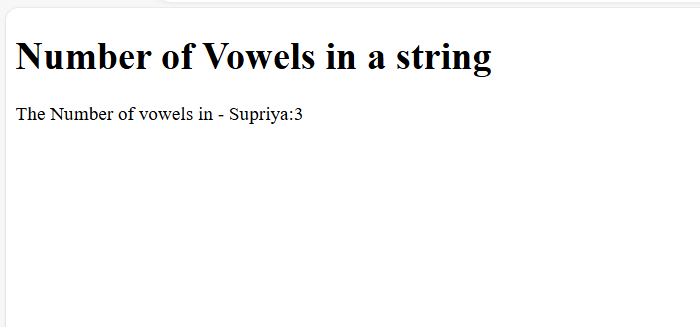 Number of Vowels in a string
The Number of vowels in - Supriya:3